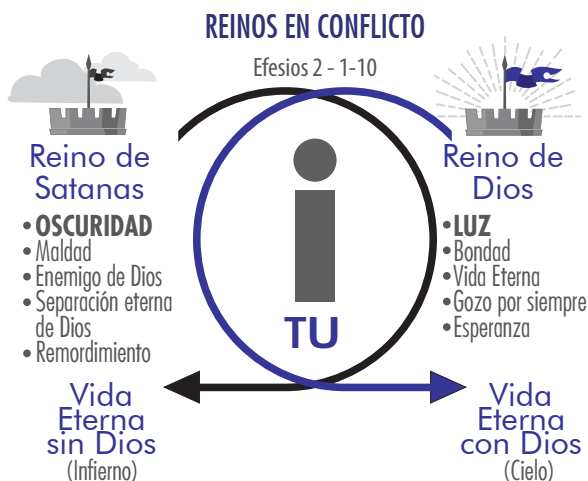 REINOS EN CONFLICTO
Efesios 2 - 1-10
Reino de
Satanas
• OSCURIDAD
• Maldad
• Enemigo de Dios
• Separación eterna
de Dios
• Remordimiento
Vida
Eterna
sin Dios
(Infierno)
TU
Reino de
Dios
• LUZ
• Bondad
• Vida Eterna
• Gozo por siempre
• Esperanza
Vida
Eterna
con Dios
(Cielo)